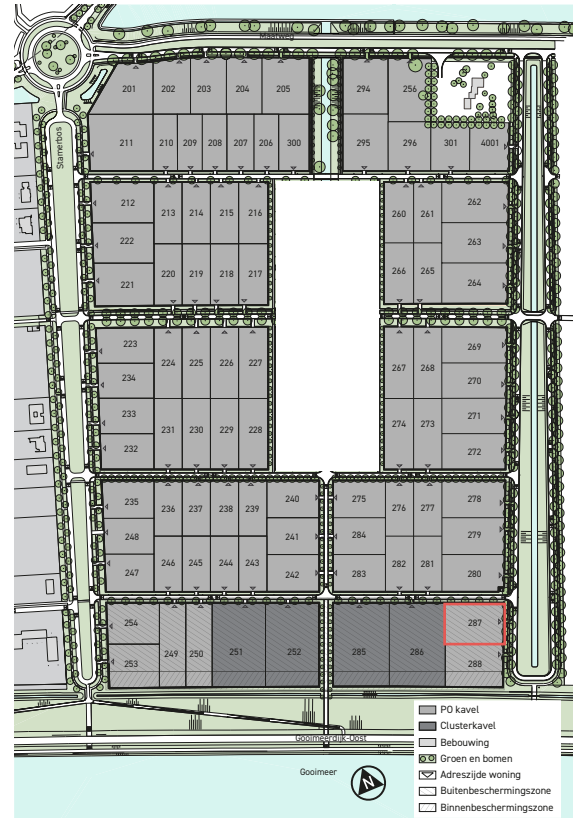 Maatweg
201 202 203 204 205 294 256
Stamerbos
211 210 209 208 207 206 300 295 296 301 4001
212 213 214 215 216 260 261 262
222 263
221 220 219 218 217 266 265 264
223 224 225 226 227 267 268 269
234 270
233 231 230 229 228 274 273 271
232 272
235 236 237 238 239 240 275 276 277 278
248 241 284 279
247 246 245 244 243 242 283 282 281 280
254 287
249 250 251 252 285 286
253 288
PO kavel
Clusterkavel
Gooimeerdijk-Oost
Bebouwing
Groen en bomen
Gooimeer
N
Adreszijde woning
Buitenbeschermingszone
Binnenbeschermingszone